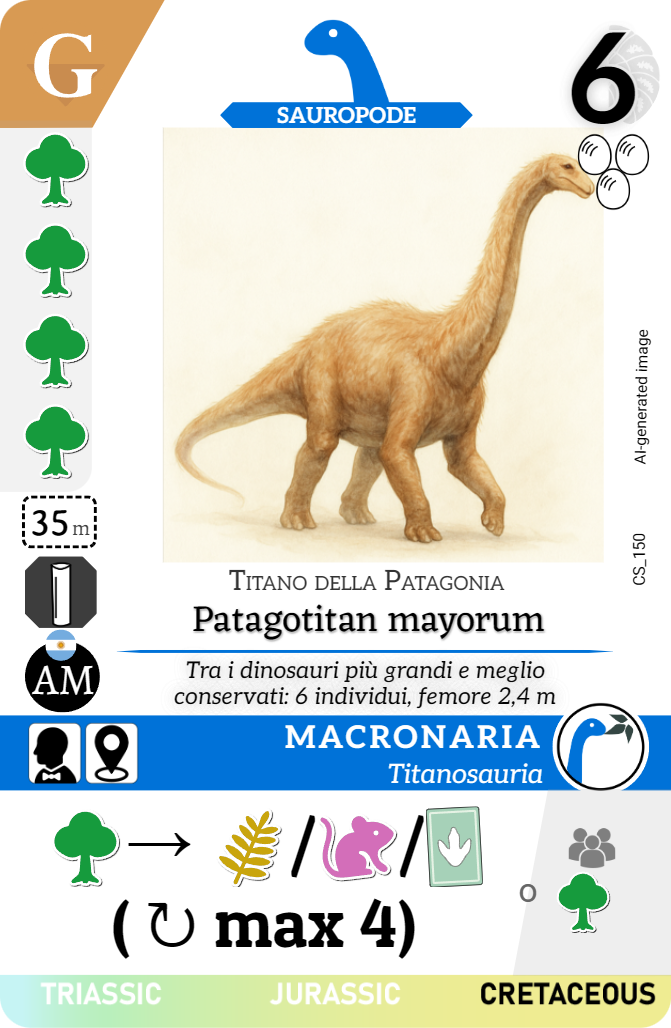 G
SAUROPODE
6
35 m
AM
AI-generated image
CS_150
Titano della Patagonia
Patagotitan mayorum
Tra i dinosauri più grandi e meglio
conservati: 6 individui, femore 2,4 m
MACRONARIA
Titanosauria
→ / /
o
( ↻ max 4)
TRIASSIC JURASSIC CRETACEOUS